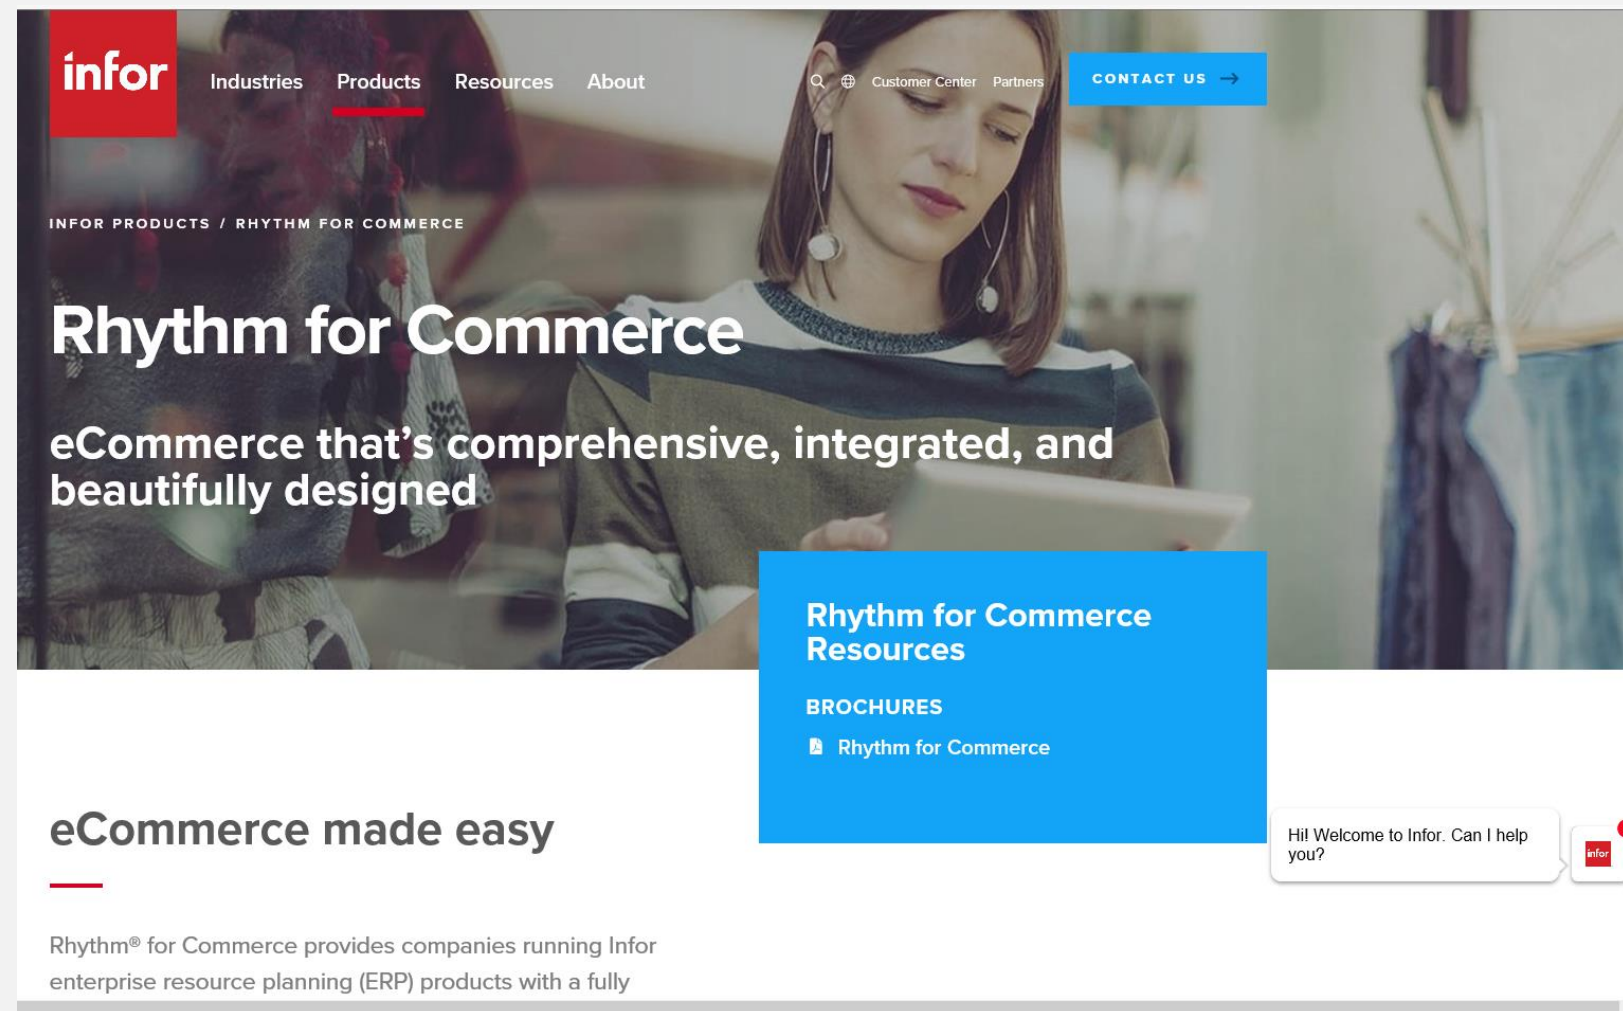 infor
Industries Products Resources About
Customer Center Partners
CONTACT US →
INFOR PRODUCTS / RHYTHM FOR COMMERCE
Rhythm for Commerce
eCommerce that’s comprehensive, integrated, and
beautifully designed
Rhythm for Commerce
Resources
BROCHURES
Rhythm for Commerce
eCommerce made easy
Rhythm® for Commerce provides companies running Infor
enterprise resource planning (ERP) products with a fully
Hi! Welcome to Infor. Can I help
you?
infor